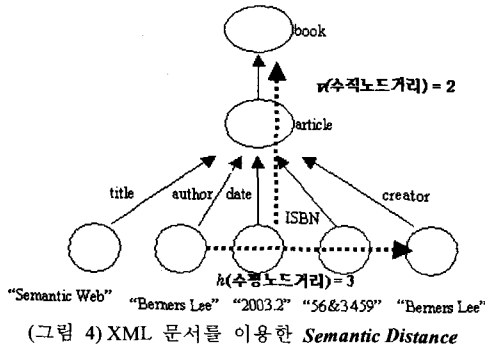 book
v(수직노드거리) = 2
article
title
author
date
ISBN
creator
h(수평노드거리) = 3
"Semantic Web" "Berners Lee" "2003.2" "56&3459" "Berners Lee"
(그림 4) XML 문서를 이용한 Semantic Distance